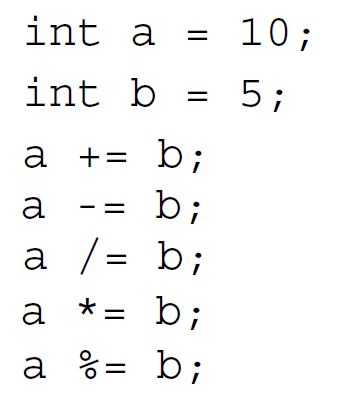 int a = 10;
int b = 5;
a += b;
a -= b;
a /= b;
a *= b;
a %= b;